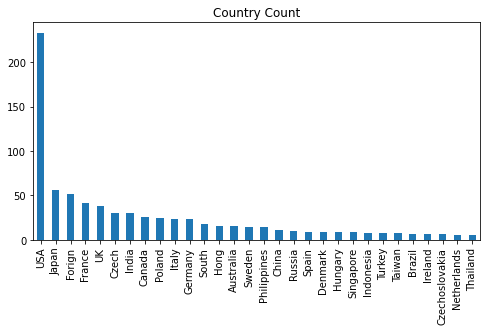 Country Count
200
150
100
50
0
USA
Japan
Forign
France
UK
Czech
India
Canada
Poland
Italy
Germany
South
Hong
Australia
Sweden
Philippines
China
Russia
Spain
Denmark
Hungary
Singapore
Indonesia
Turkey
Taiwan
Brazil
Ireland
Czechoslovakia
Netherlands
Thailand